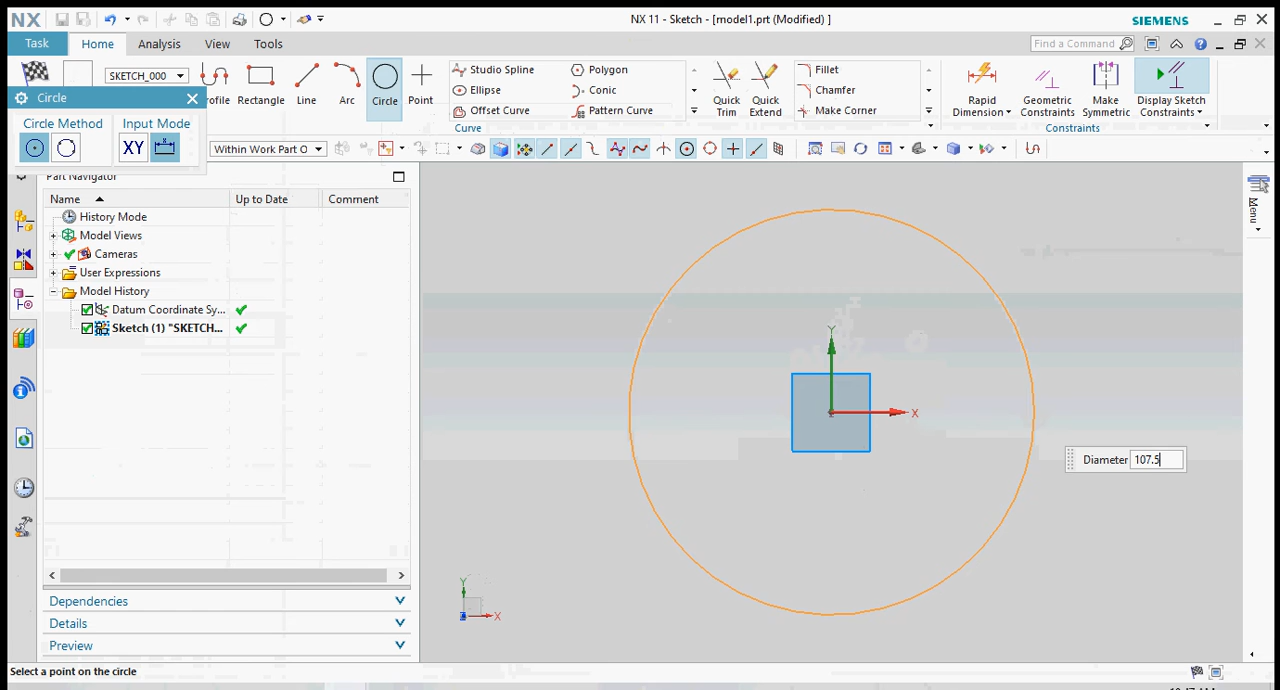 NX
NX 11 - Sketch - [model1.prt (Modified) ]
SIEMENS
Task
Home
Analysis
View
Tools
Find a Command
SKETCH_000
Rectangle
Line
Arc
Circle
Point
Studio Spline
Polygon
Ellipse
Conic
Offset Curve
Pattern Curve
Curve
Quick Trim
Quick Extend
Fillet
Chamfer
Make Corner
Rapid Dimension
Geometric Constraints
Make Symmetric
Display Sketch Constraints
Constraints
Circle
Circle Method
Input Mode
XY
Within Work Part O
Part Navigator
Name
Up to Date
Comment
History Mode
Model Views
Cameras
User Expressions
Model History
Datum Coordinate Sy...
Sketch (1) "SKETCH...
Dependencies
Details
Preview
Y
X
Diameter 107.5
Y
X
Menu
Select a point on the circle